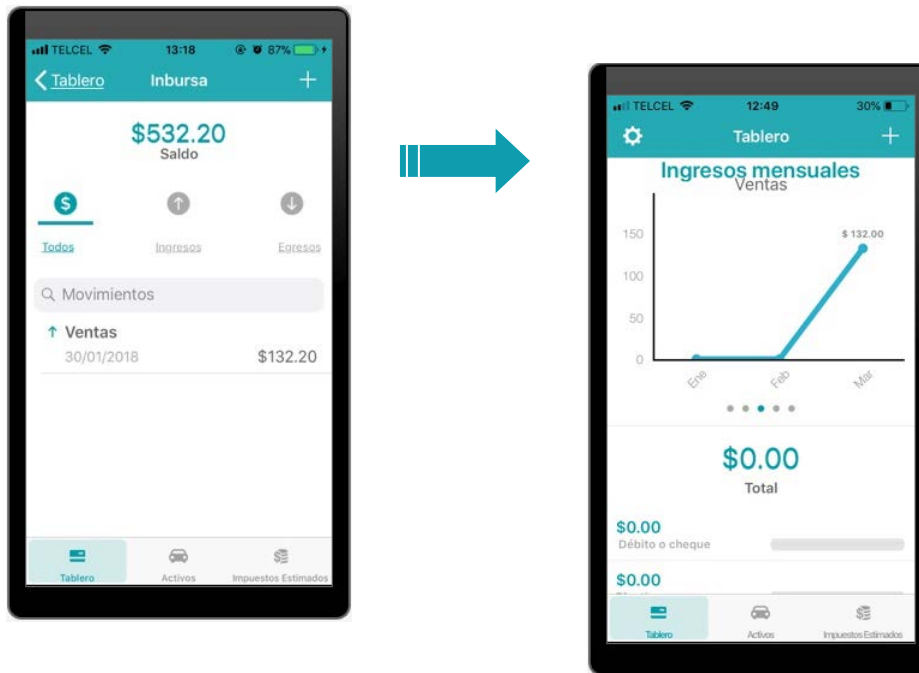 TELCEL 13:18 87%
Tablero Inbursa +
$532.20
Saldo
$
Todos Ingresos Egresos
Movimientos
Ventas
30/01/2018 $132.20
Tablero Activos Impuestos Estimados
TELCEL 12:49 30%
Tablero +
Ingresos mensuales
Ventas
150
$ 132.00
100
50
0
Ene Feb Mar
$0.00
Total
$0.00
Débito o cheque
$0.00
Tablero Activos Impuestos Estimados